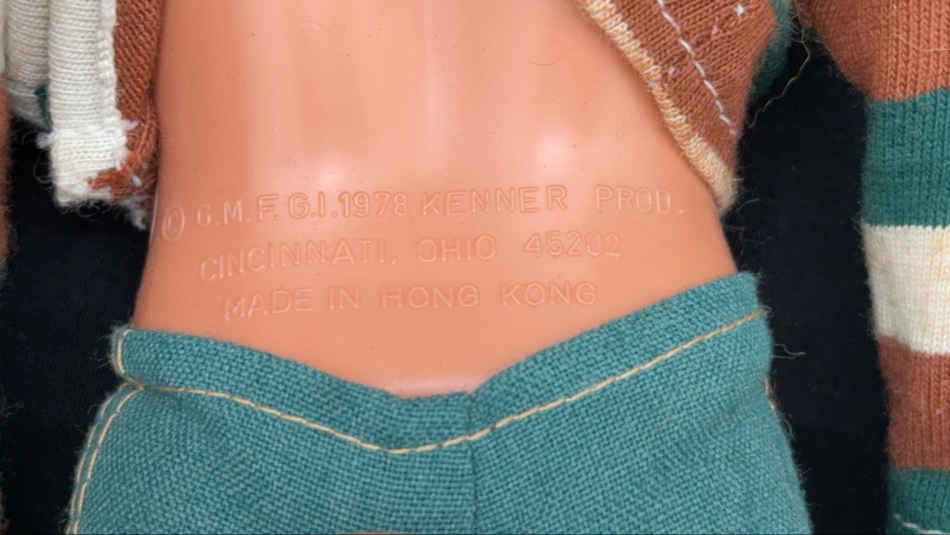 © G.M.F.G.I. 1978 KENNER PROD.
CINCINNATI, OHIO 45202
MADE IN HONG KONG